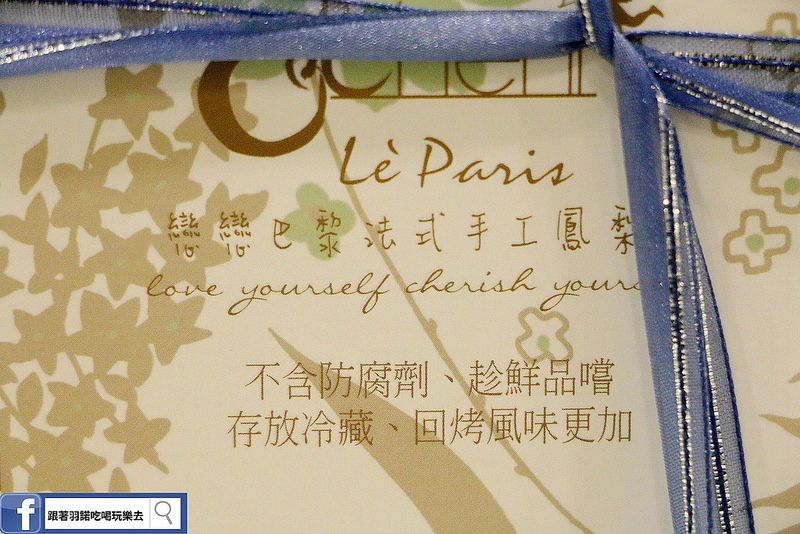 Lè Paris
戀戀巴黎法式手工鳳梨
love yourself cherish your
不含防腐劑、趁鮮品嚐
存放冷藏、回烤風味更加
跟著羽諾吃喝玩樂去